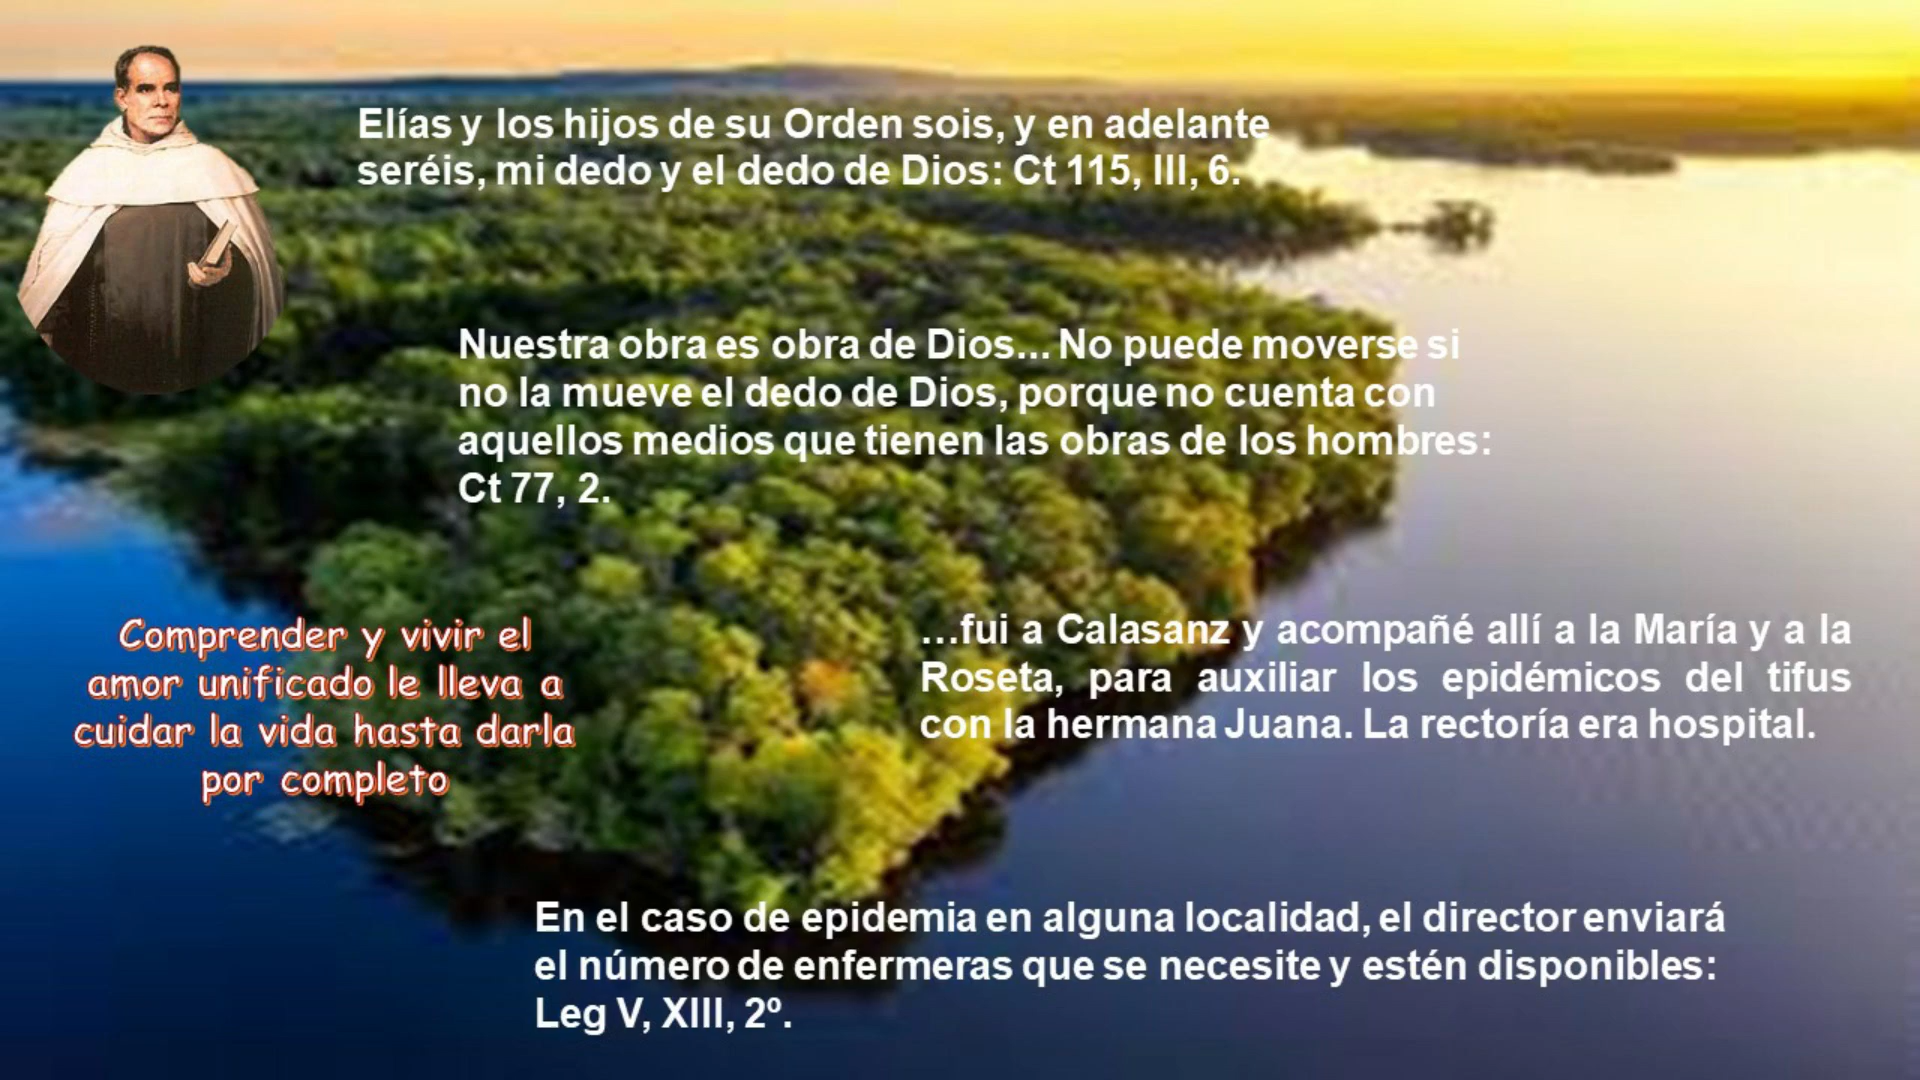 Elías y los hijos de su Orden sois, y en adelante
seréis, mi dedo y el dedo de Dios: Ct 115, III, 6.
Nuestra obra es obra de Dios... No puede moverse si
no la mueve el dedo de Dios, porque no cuenta con
aquellos medios que tienen las obras de los hombres:
Ct 77, 2.
Comprender y vivir el
amor unificado le lleva a
cuidar la vida hasta darla
por completo
…fui a Calasanz y acompañé allí a la María y a la
Roseta, para auxiliar los epidémicos del tifus
con la hermana Juana. La rectoría era hospital.
En el caso de epidemia en alguna localidad, el director enviará
el número de enfermeras que se necesite y estén disponibles:
Leg V, XIII, 2º.